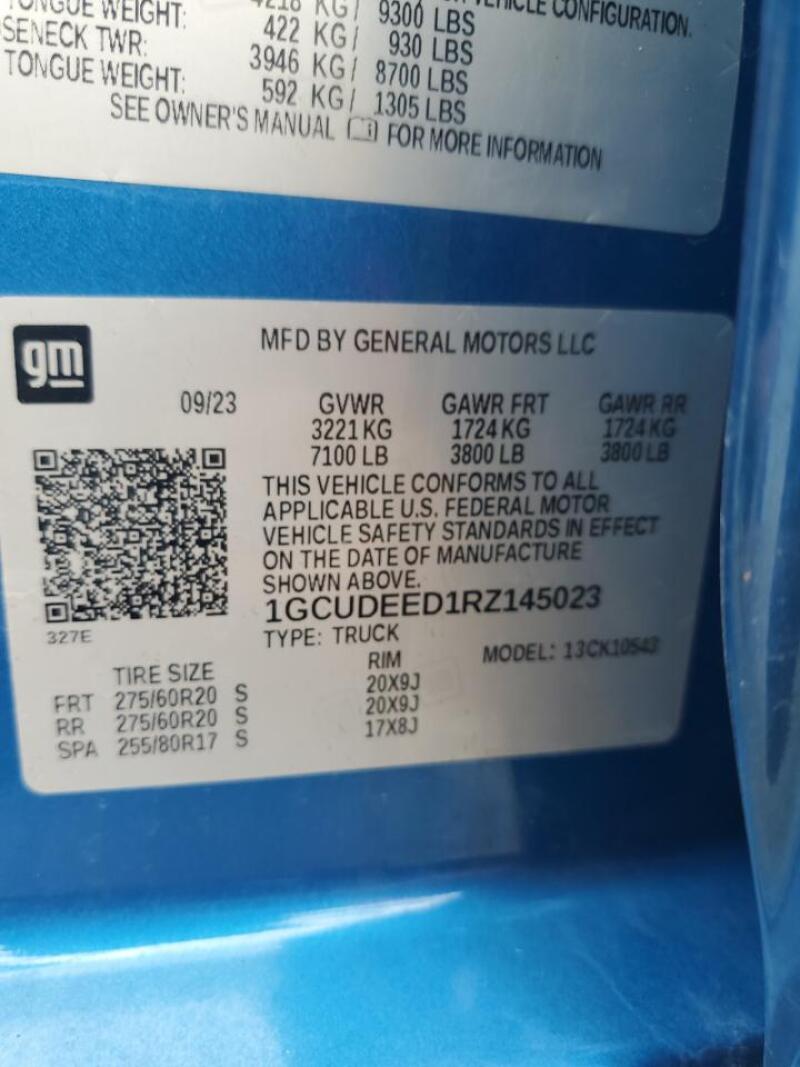 TONGUE WEIGHT: 4218 KG/ 9300 LBS
VEHICLE CONFIGURATION.
SENECK TWR: 422 KG/ 930 LBS
TONGUE WEIGHT: 3946 KG/ 8700 LBS
592 KG/ 1305 LBS
SEE OWNER'S MANUAL FOR MORE INFORMATION
gm
MFD BY GENERAL MOTORS LLC
09/23 GVWR GAWR FRT GAWR RR
3221 KG 1724 KG 1724 KG
7100 LB 3800 LB 3800 LB
THIS VEHICLE CONFORMS TO ALL
APPLICABLE U.S. FEDERAL MOTOR
VEHICLE SAFETY STANDARDS IN EFFECT
ON THE DATE OF MANUFACTURE
SHOWN ABOVE.
1GCUDEED1RZ145023
327E
TYPE: TRUCK
MODEL: 13CK10543
TIRE SIZE RIM
FRT 275/60R20 S 20X9J
RR 275/60R20 S 20X9J
SPA 255/80R17 S 17X8J